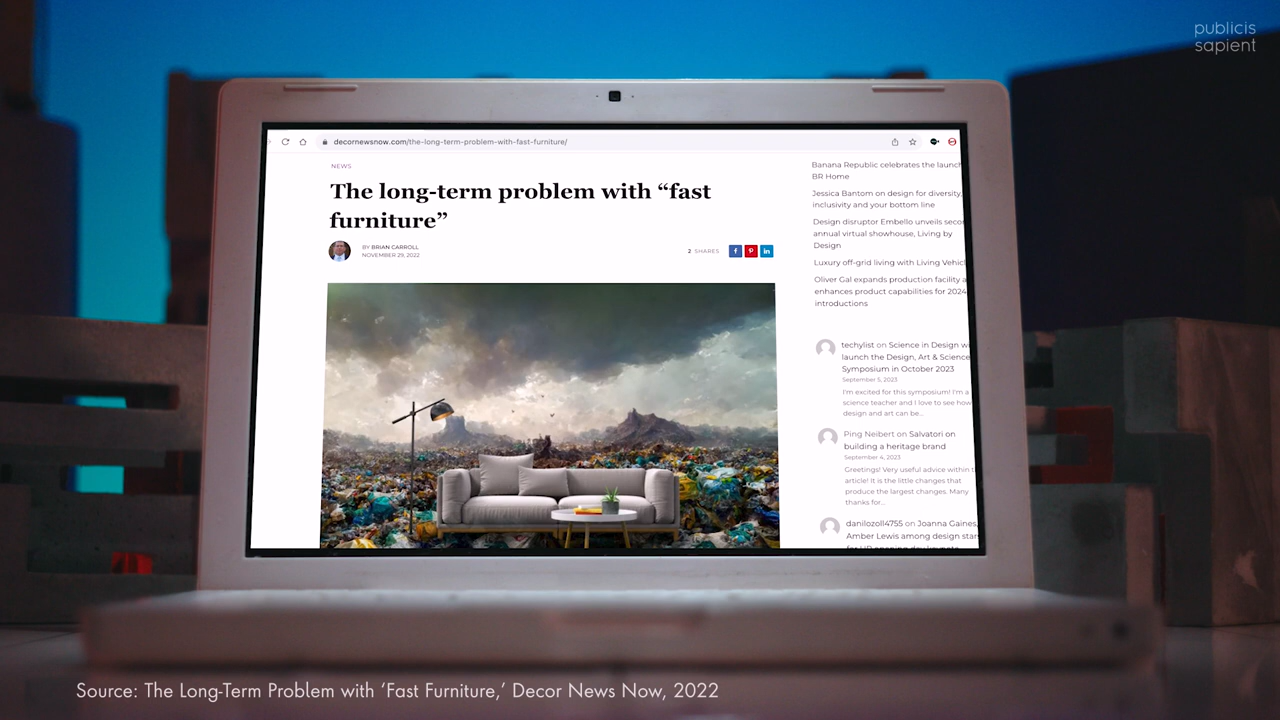 publicis
sapient
decornewsnow.com/the-long-term-problem-with-fast-furniture/
NEWS
The long-term problem with “fast
furniture”
BY BRIAN CARROLL
NOVEMBER 29, 2022
2 SHARES
Banana Republic celebrates the launch
BR Home
Jessica Bantom on design for diversity,
inclusivity and your bottom line
Design disruptor Embello unveils secon
annual virtual showhouse, Living by
Design
Luxury off-grid living with Living Vehicl
Oliver Gal expands production facility a
enhances product capabilities for 2024
introductions
techylist on Science in Design wi
launch the Design, Art & Science
Symposium in October 2023
September 5, 2023
I'm excited for this symposium! I'm a
science teacher and I love to see how
design and art can be...
Ping Neibert on Salvatori on
building a heritage brand
September 4, 2023
Greetings! Very useful advice within t
article! It is the little changes that
produce the largest changes. Many
thanks for...
danilozoll4755 on Joanna Gaines,
Amber Lewis among design star
Source: The Long-Term Problem with ‘Fast Furniture,’ Decor News Now, 2022